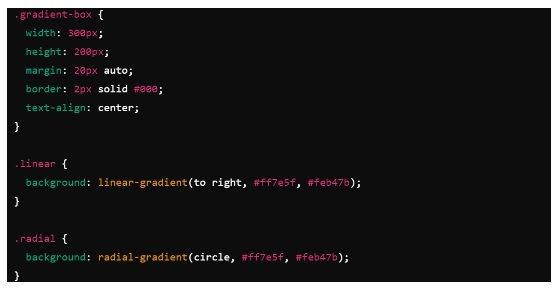 .gradient-box {
width: 300px;
height: 200px;
margin: 20px auto;
border: 2px solid #000;
text-align: center;
}
.linear {
background: linear-gradient(to right, #ff7e5f, #feb47b);
}
.radial {
background: radial-gradient(circle, #ff7e5f, #feb47b);
}